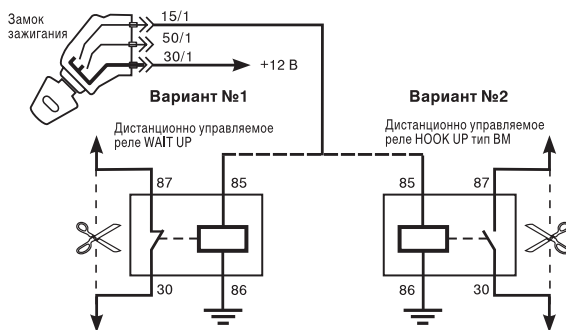 Замок
зажигания
15/1
50/1
30/1
+12 В
Вариант №1
Вариант №2
Дистанционно управляемое
реле WAIT UP
Дистанционно управляемое
реле HOOK UP тип ВМ
87
85
85
87
30
86
86
30